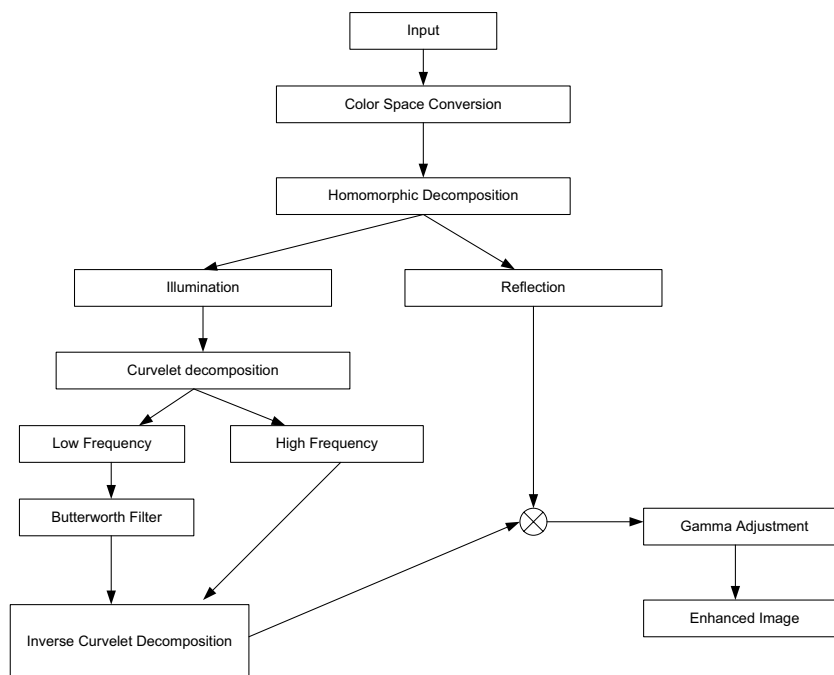 Input
Color Space Conversion
Homomorphic Decomposition
Illumination
Reflection
Curvelet decomposition
Low Frequency
High Frequency
Butterworth Filter
Gamma Adjustment
Inverse Curvelet Decomposition
Enhanced Image